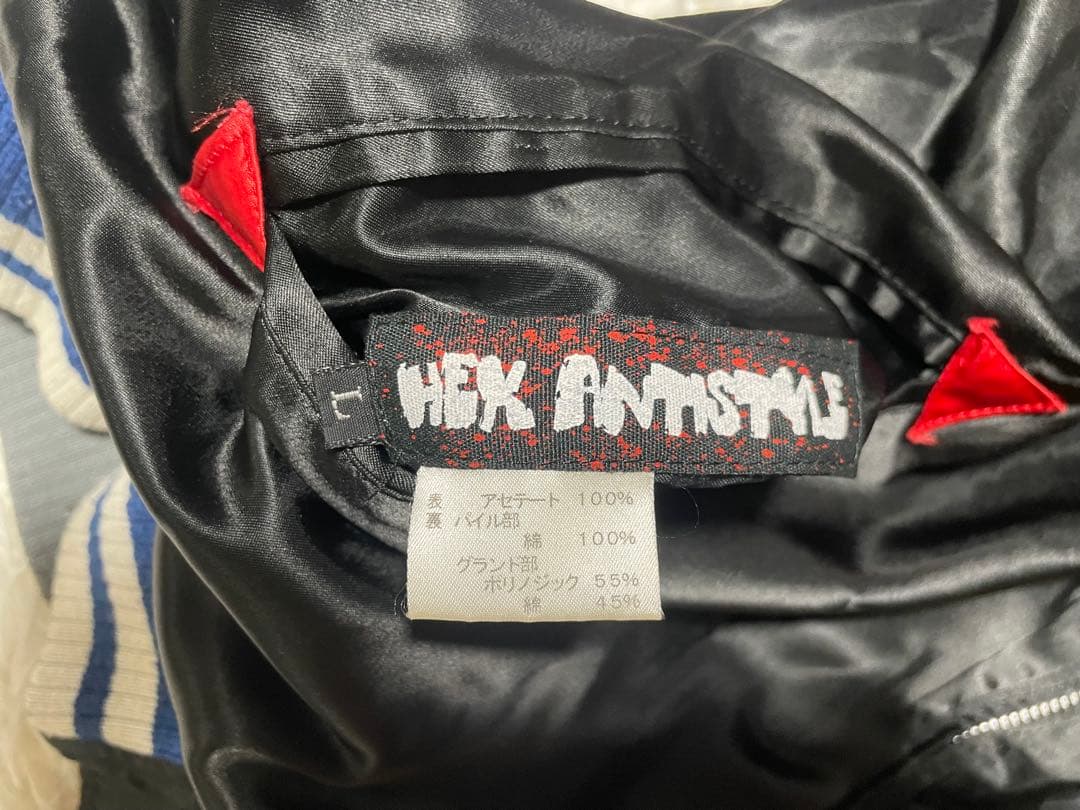 HEX ANTISTYLE
L
表 アセテート 100%
裏 パイル部
綿 100%
グランド部
ポリノジック 55%
綿 45%